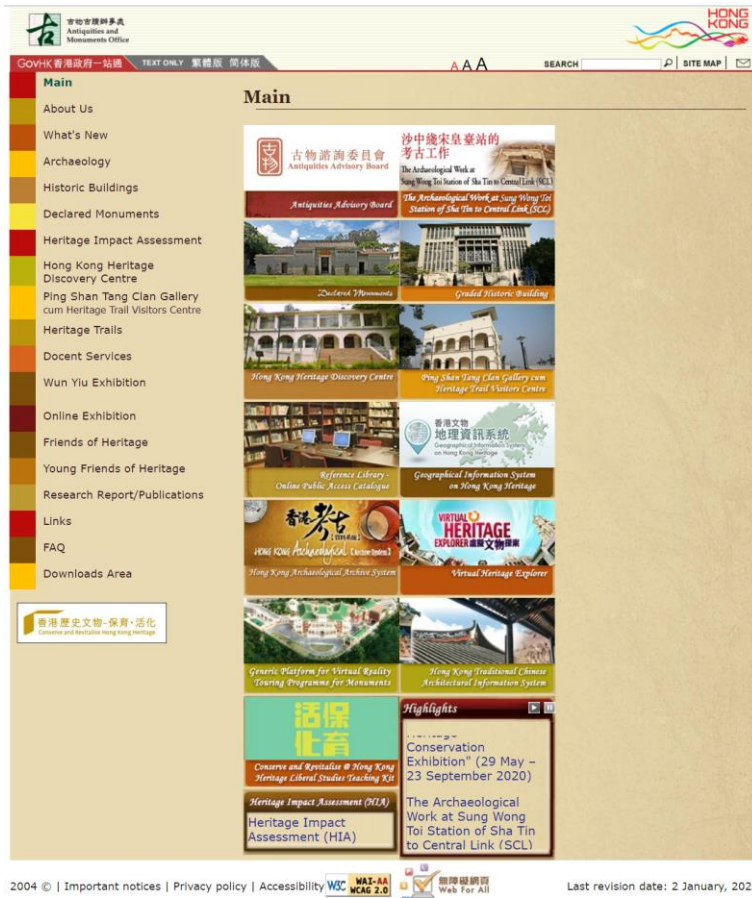 古物古蹟辦事處
Antiquities and
Monuments Office
HONG
KONG
GOVHK 香港政府一站通
TEXT ONLY 繁體版 简体版
A A A
SEARCH
SITE MAP
Main
About Us
What's New
Archaeology
Historic Buildings
Declared Monuments
Heritage Impact Assessment
Hong Kong Heritage
Discovery Centre
Ping Shan Tang Clan Gallery
cum Heritage Trail Visitors Centre
Heritage Trails
Docent Services
Wun Yiu Exhibition
Online Exhibition
Friends of Heritage
Young Friends of Heritage
Research Report/Publications
Links
FAQ
Downloads Area
香港歷史文物-保育·活化
Conserve and Revitalise Hong Kong Heritage
Main
古物諮詢委員會
Antiquities Advisory Board
Antiquities Advisory Board
沙中綫宋皇臺站的
考古工作
The Archaeological Work at
Sung Wong Toi Station of Sha Tin to Central Link (SCL)
The Archaeological Work at Sung Wong Toi
Station of Sha Tin to Central Link (SCL)
Declared Monuments
Graded Historic Building
Hong Kong Heritage Discovery Centre
Ping Shan Tang Clan Gallery cum
Heritage Trail Visitors Centre
Reference Library -
Online Public Access Catalogue
香港文物
地理資訊系統
Geographical Information System
on Hong Kong Heritage
Geographical Information System
on Hong Kong Heritage
香港考古
HONG KONG Archaeological
Hong Kong Archaeological Archive System
VIRTUAL
HERITAGE
EXPLORER 虛擬文物探索
Virtual Heritage Explorer
Generic Platform for Virtual Reality
Touring Programme for Monuments
Hong Kong Traditional Chinese
Architectural Information System
活保
化育
Conserve and Revitalise @ Hong Kong
Heritage Liberal Studies Teaching Kit
Heritage Impact Assessment (HIA)
Heritage Impact
Assessment (HIA)
Highlights
Conservation
Exhibition" (29 May –
23 September 2020)
The Archaeological
Work at Sung Wong
Toi Station of Sha Tin
to Central Link (SCL)
2004 © | Important notices | Privacy policy | Accessibility
W3C WAI-AA
WCAG 2.0
無障礙網頁
Web For All
Last revision date: 2 January, 202